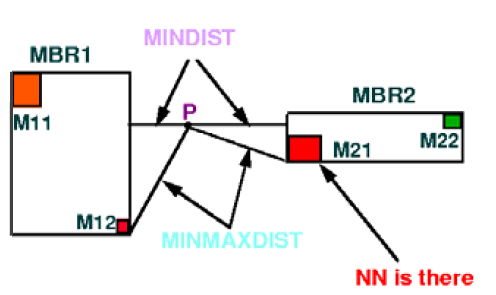 MINDIST
MBR1
MBR2
P
M11
M22
M21
M12
MINMAXDIST
NN is there